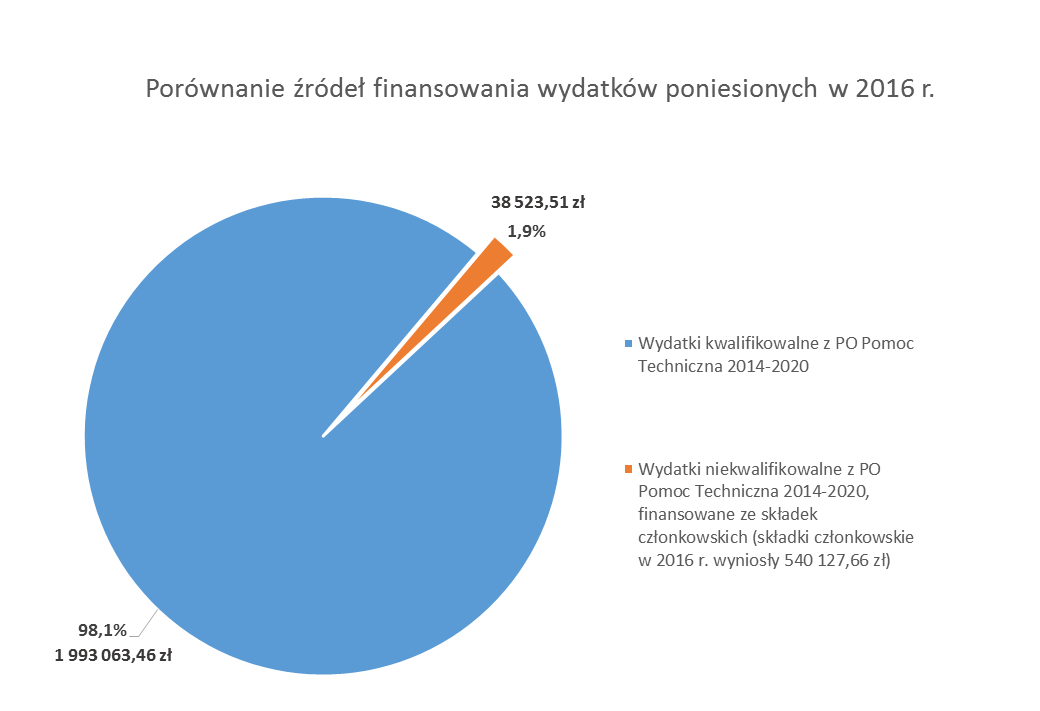 Porównanie źródeł finansowania wydatków poniesionych w 2016 r.
38 523,51 zł
1,9%
Wydatki kwalifikowalne z PO Pomoc
Techniczna 2014-2020
Wydatki niekwalifikowalne z PO
Pomoc Techniczna 2014-2020,
finansowane ze składek
członkowskich (składki członkowskie
w 2016 r. wyniosły 540 127,66 zł)
98,1%
1 993 063,46 zł